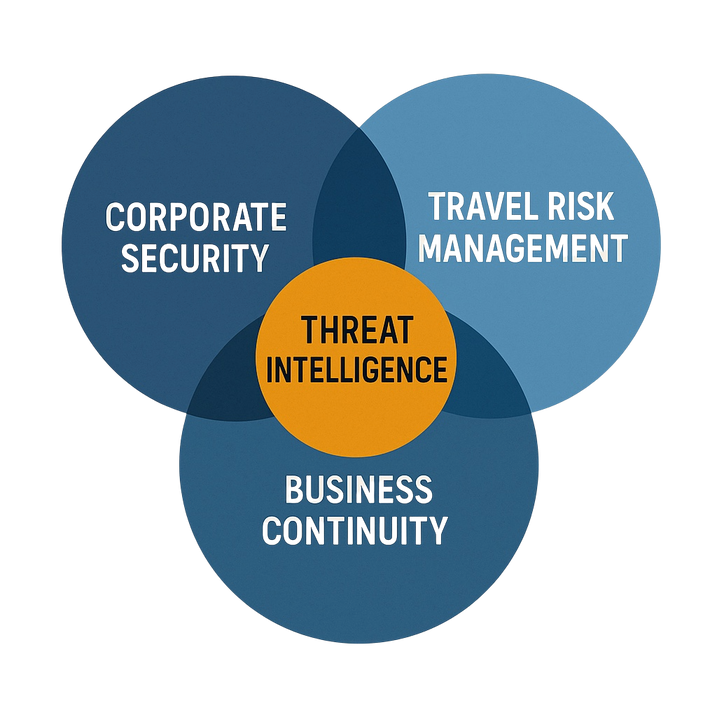 CORPORATE
SECURITY
TRAVEL RISK
MANAGEMENT
THREAT
INTELLIGENCE
BUSINESS
CONTINUITY